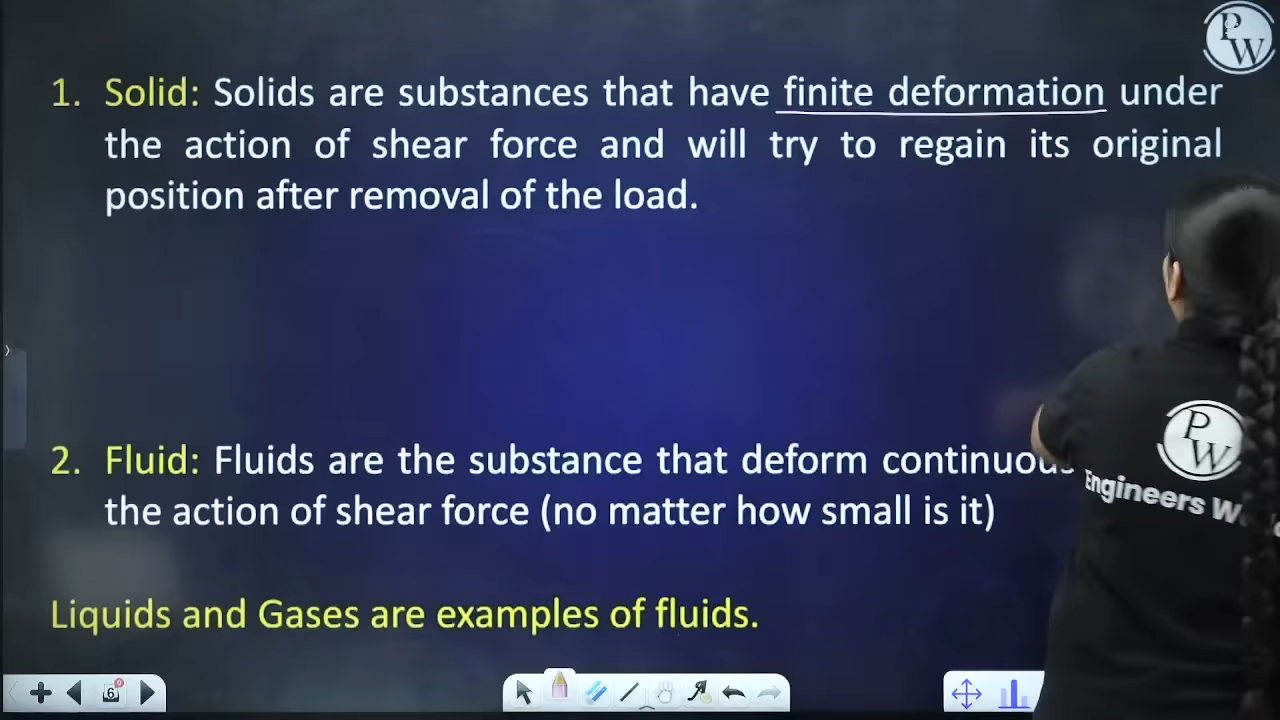 PW
1. Solid: Solids are substances that have finite deformation under
the action of shear force and will try to regain its original
position after removal of the load.
2. Fluid: Fluids are the substance that deform
the action of shear force (no matter how small is it)
PW
Engineers
Liquids and Gases are examples of fluids.
6
0